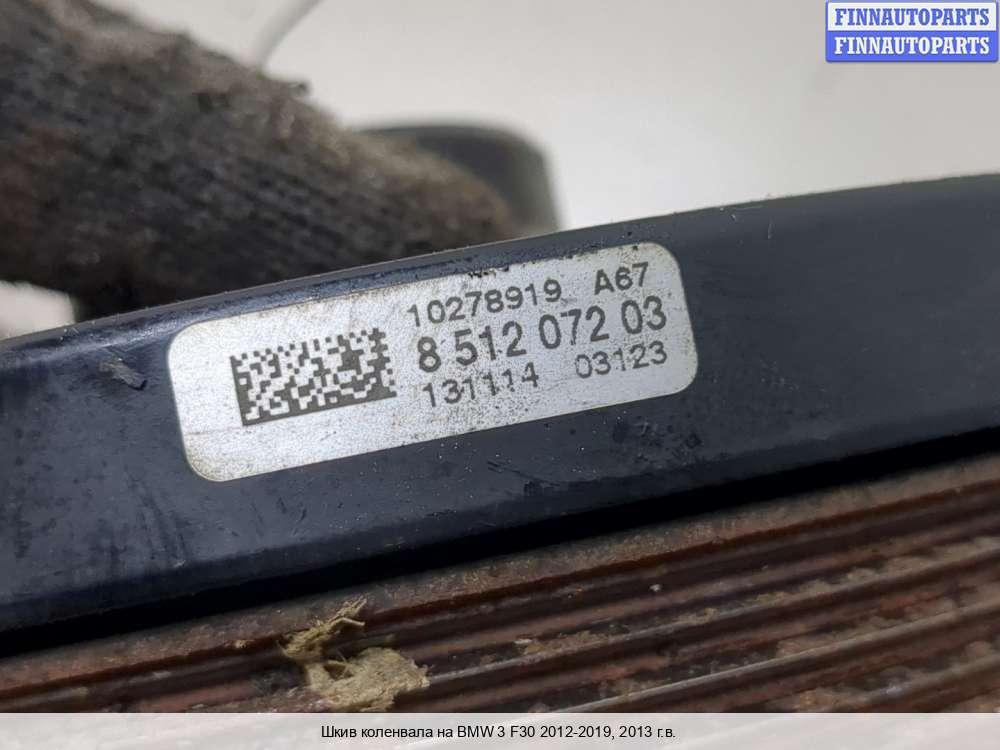 FINNAUTOPARTS
FINNAUTOPARTS
10278919 A67
8 512 072 03
131114 03123
Шкив коленвала на BMW 3 F30 2012-2019, 2013 г.в.